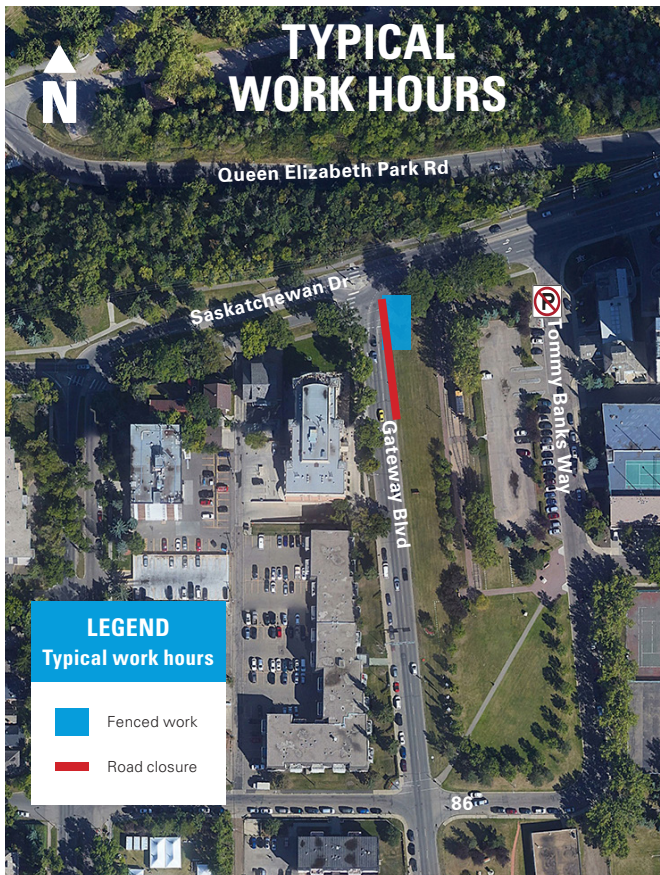 TYPICAL
WORK HOURS
N
Queen Elizabeth Park Rd
Saskatchewan Dr
P
Tommy Banks Way
Gateway Blvd
LEGEND
Typical work hours
Fenced work
Road closure
86